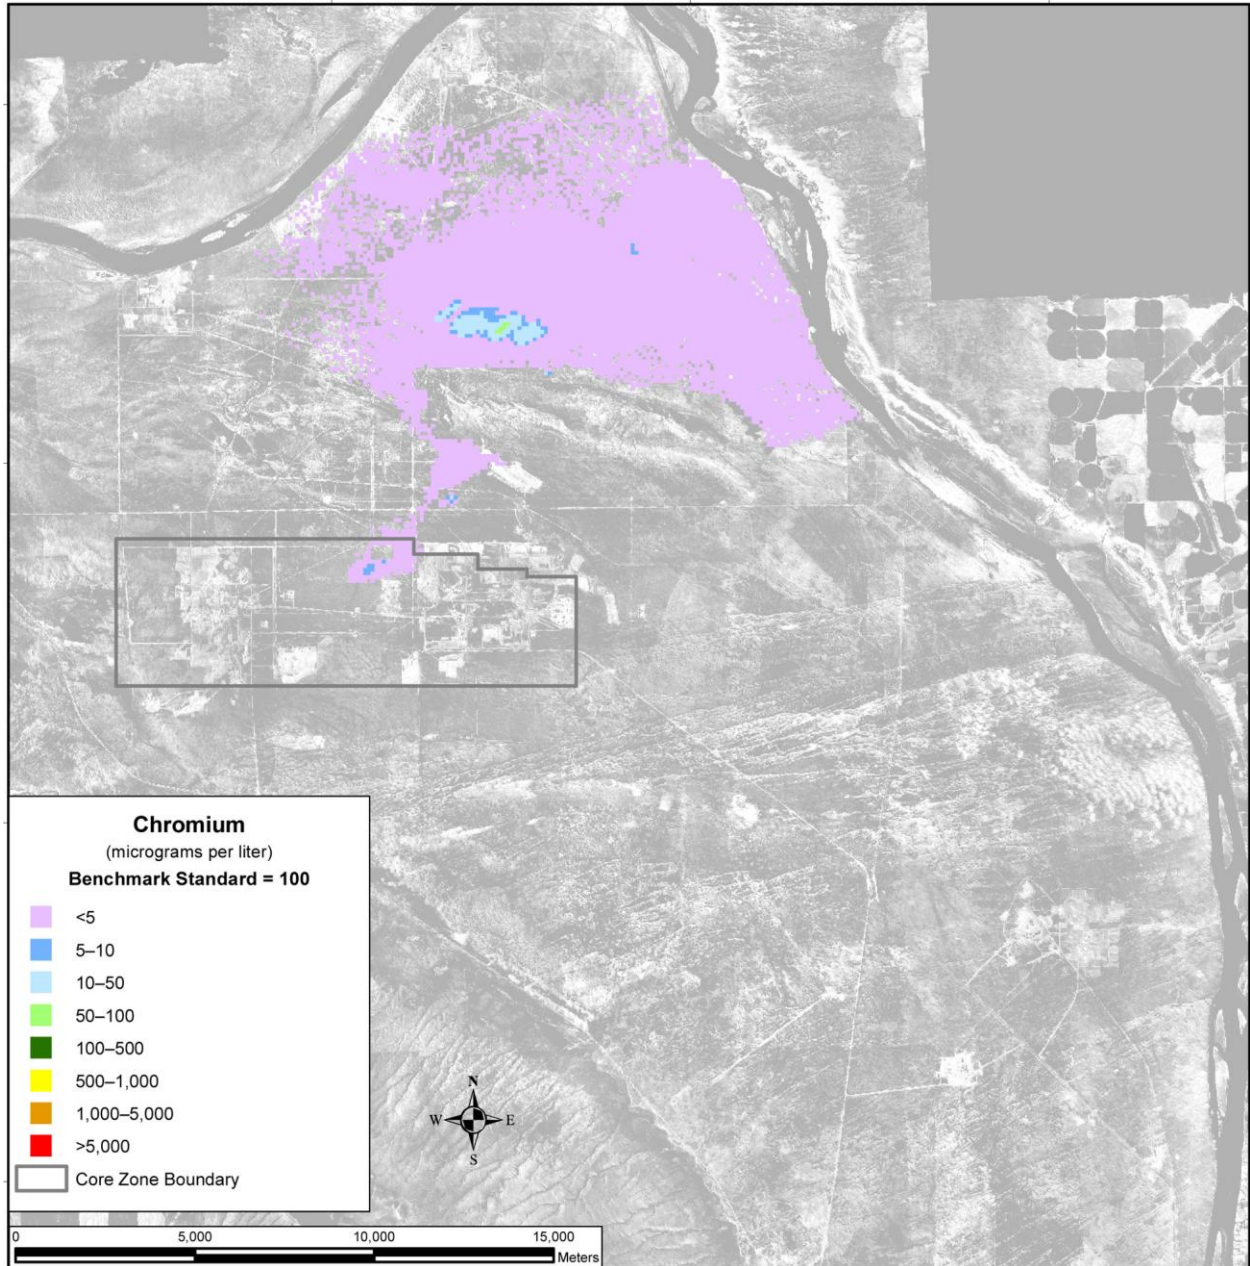 Chromium
(micrograms per liter)
Benchmark Standard = 100
<5
5–10
10–50
50–100
100–500
500–1,000
1,000–5,000
>5,000
Core Zone Boundary
N
W E
S
0 5,000 10,000 15,000
Meters